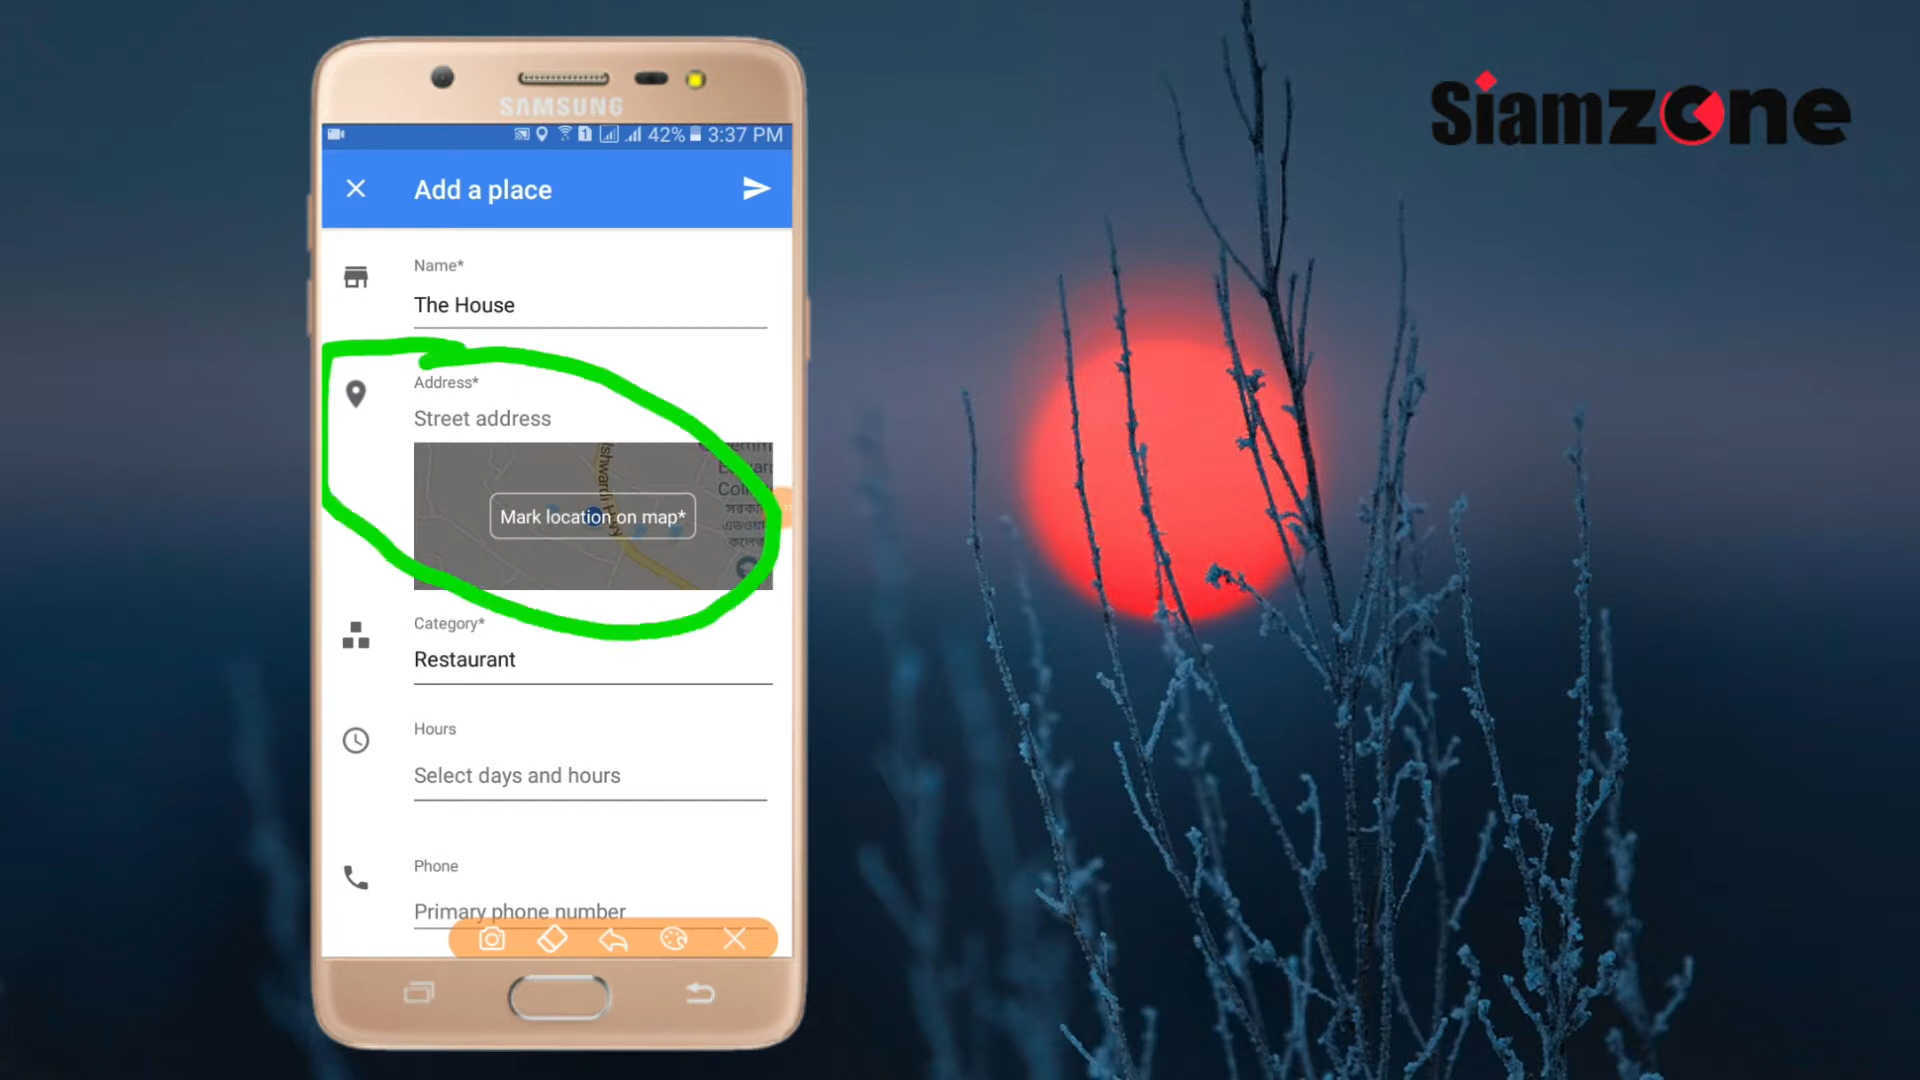 Siamzone
SAMSUNG
1 42% 3:37 PM
Add a place
Name*
The House
Address*
Street address
Mark location on map*
Category*
Restaurant
Hours
Select days and hours
Phone
Primary phone number